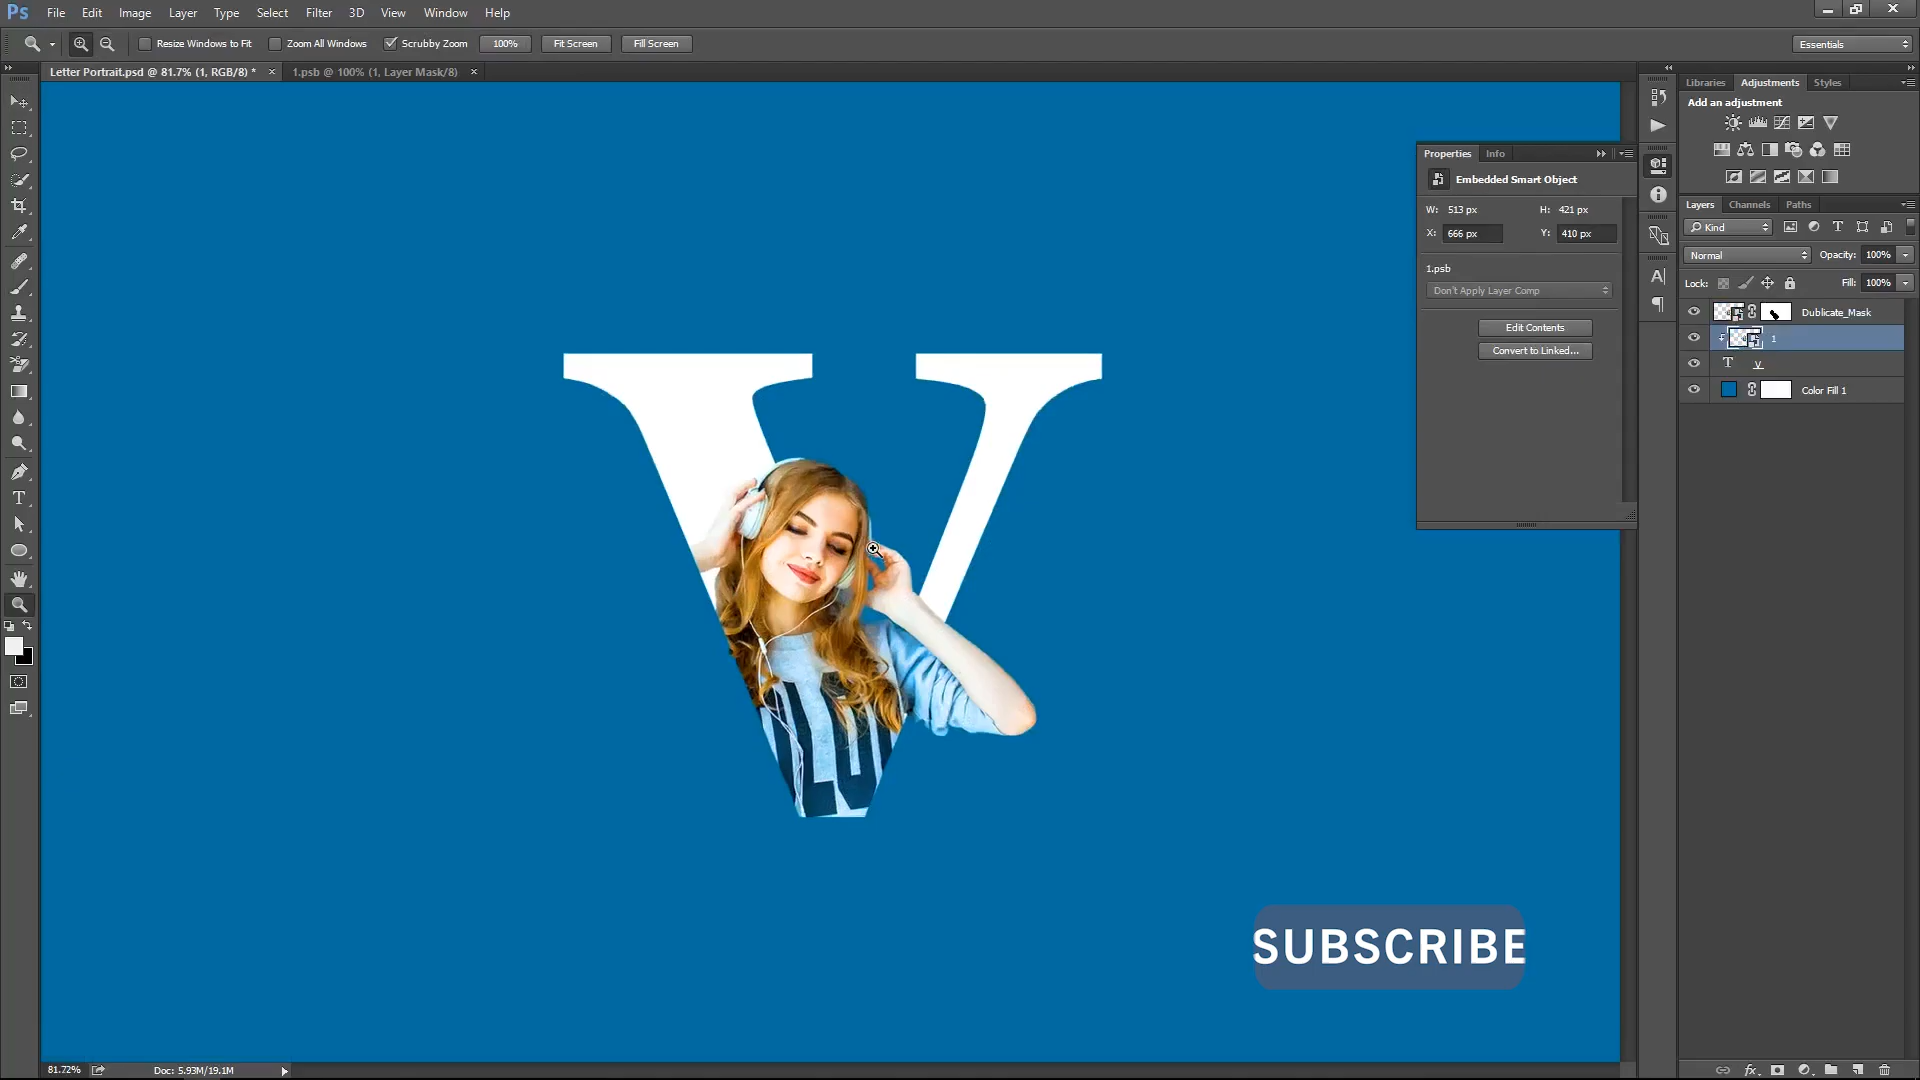 Ps File Edit Image Layer Type Select Filter 3D View Window Help
Resize Windows to Fit Zoom All Windows Scrubby Zoom 100% Fit Screen Fill Screen Essentials
Letter Portrait.psd @ 81.7% (1, RGB/8) * × 1.psb @ 100% (1, Layer Mask/8) ×
Libraries Adjustments Styles
Add an adjustment
Properties Info
Embedded Smart Object
W: 513 px H: 421 px
X: 666 px Y: 410 px
1.psb
Don't Apply Layer Comp
Edit Contents
Convert to Linked...
Layers Channels Paths
Kind
Normal Opacity: 100%
Lock: Fill: 100%
Dublicate_Mask
1
T V
Color Fill 1
V
SUBSCRIBE
81.72% Doc: 5.93M/19.1M